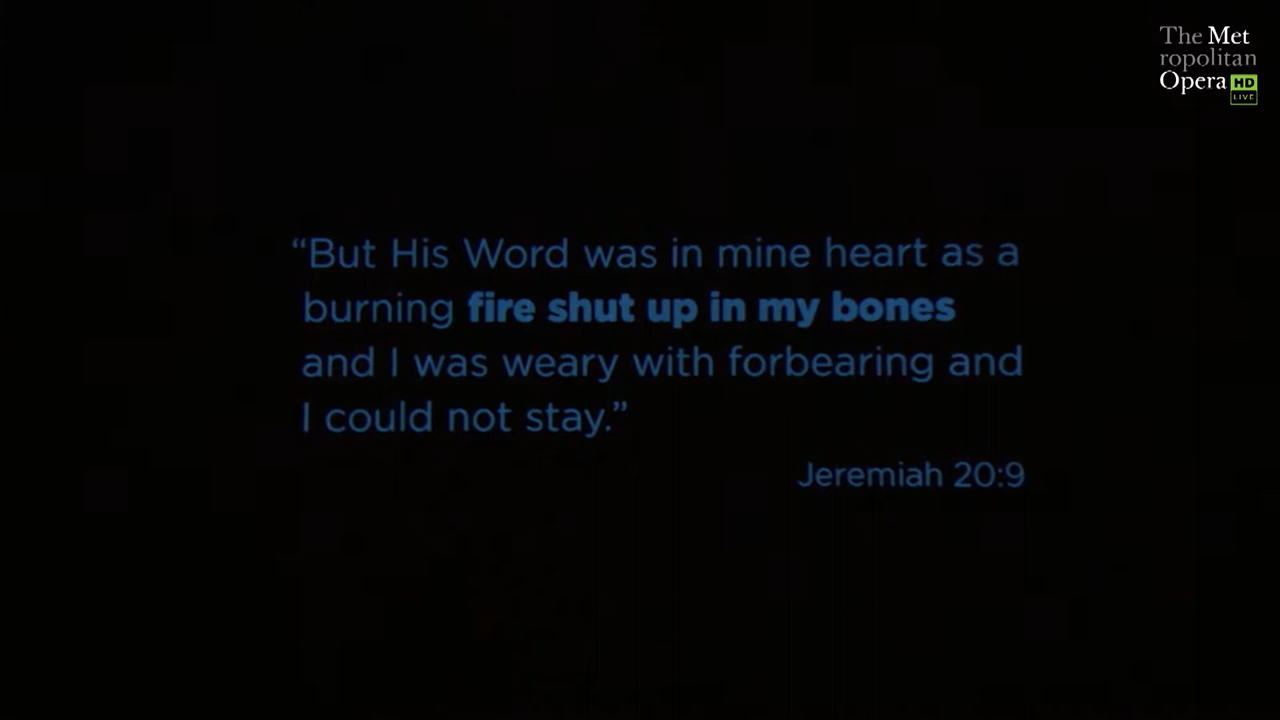 The Met
ropolitan
Opera HD
LIVE
“But His Word was in mine heart as a
burning fire shut up in my bones
and I was weary with forbearing and
I could not stay.”
Jeremiah 20:9